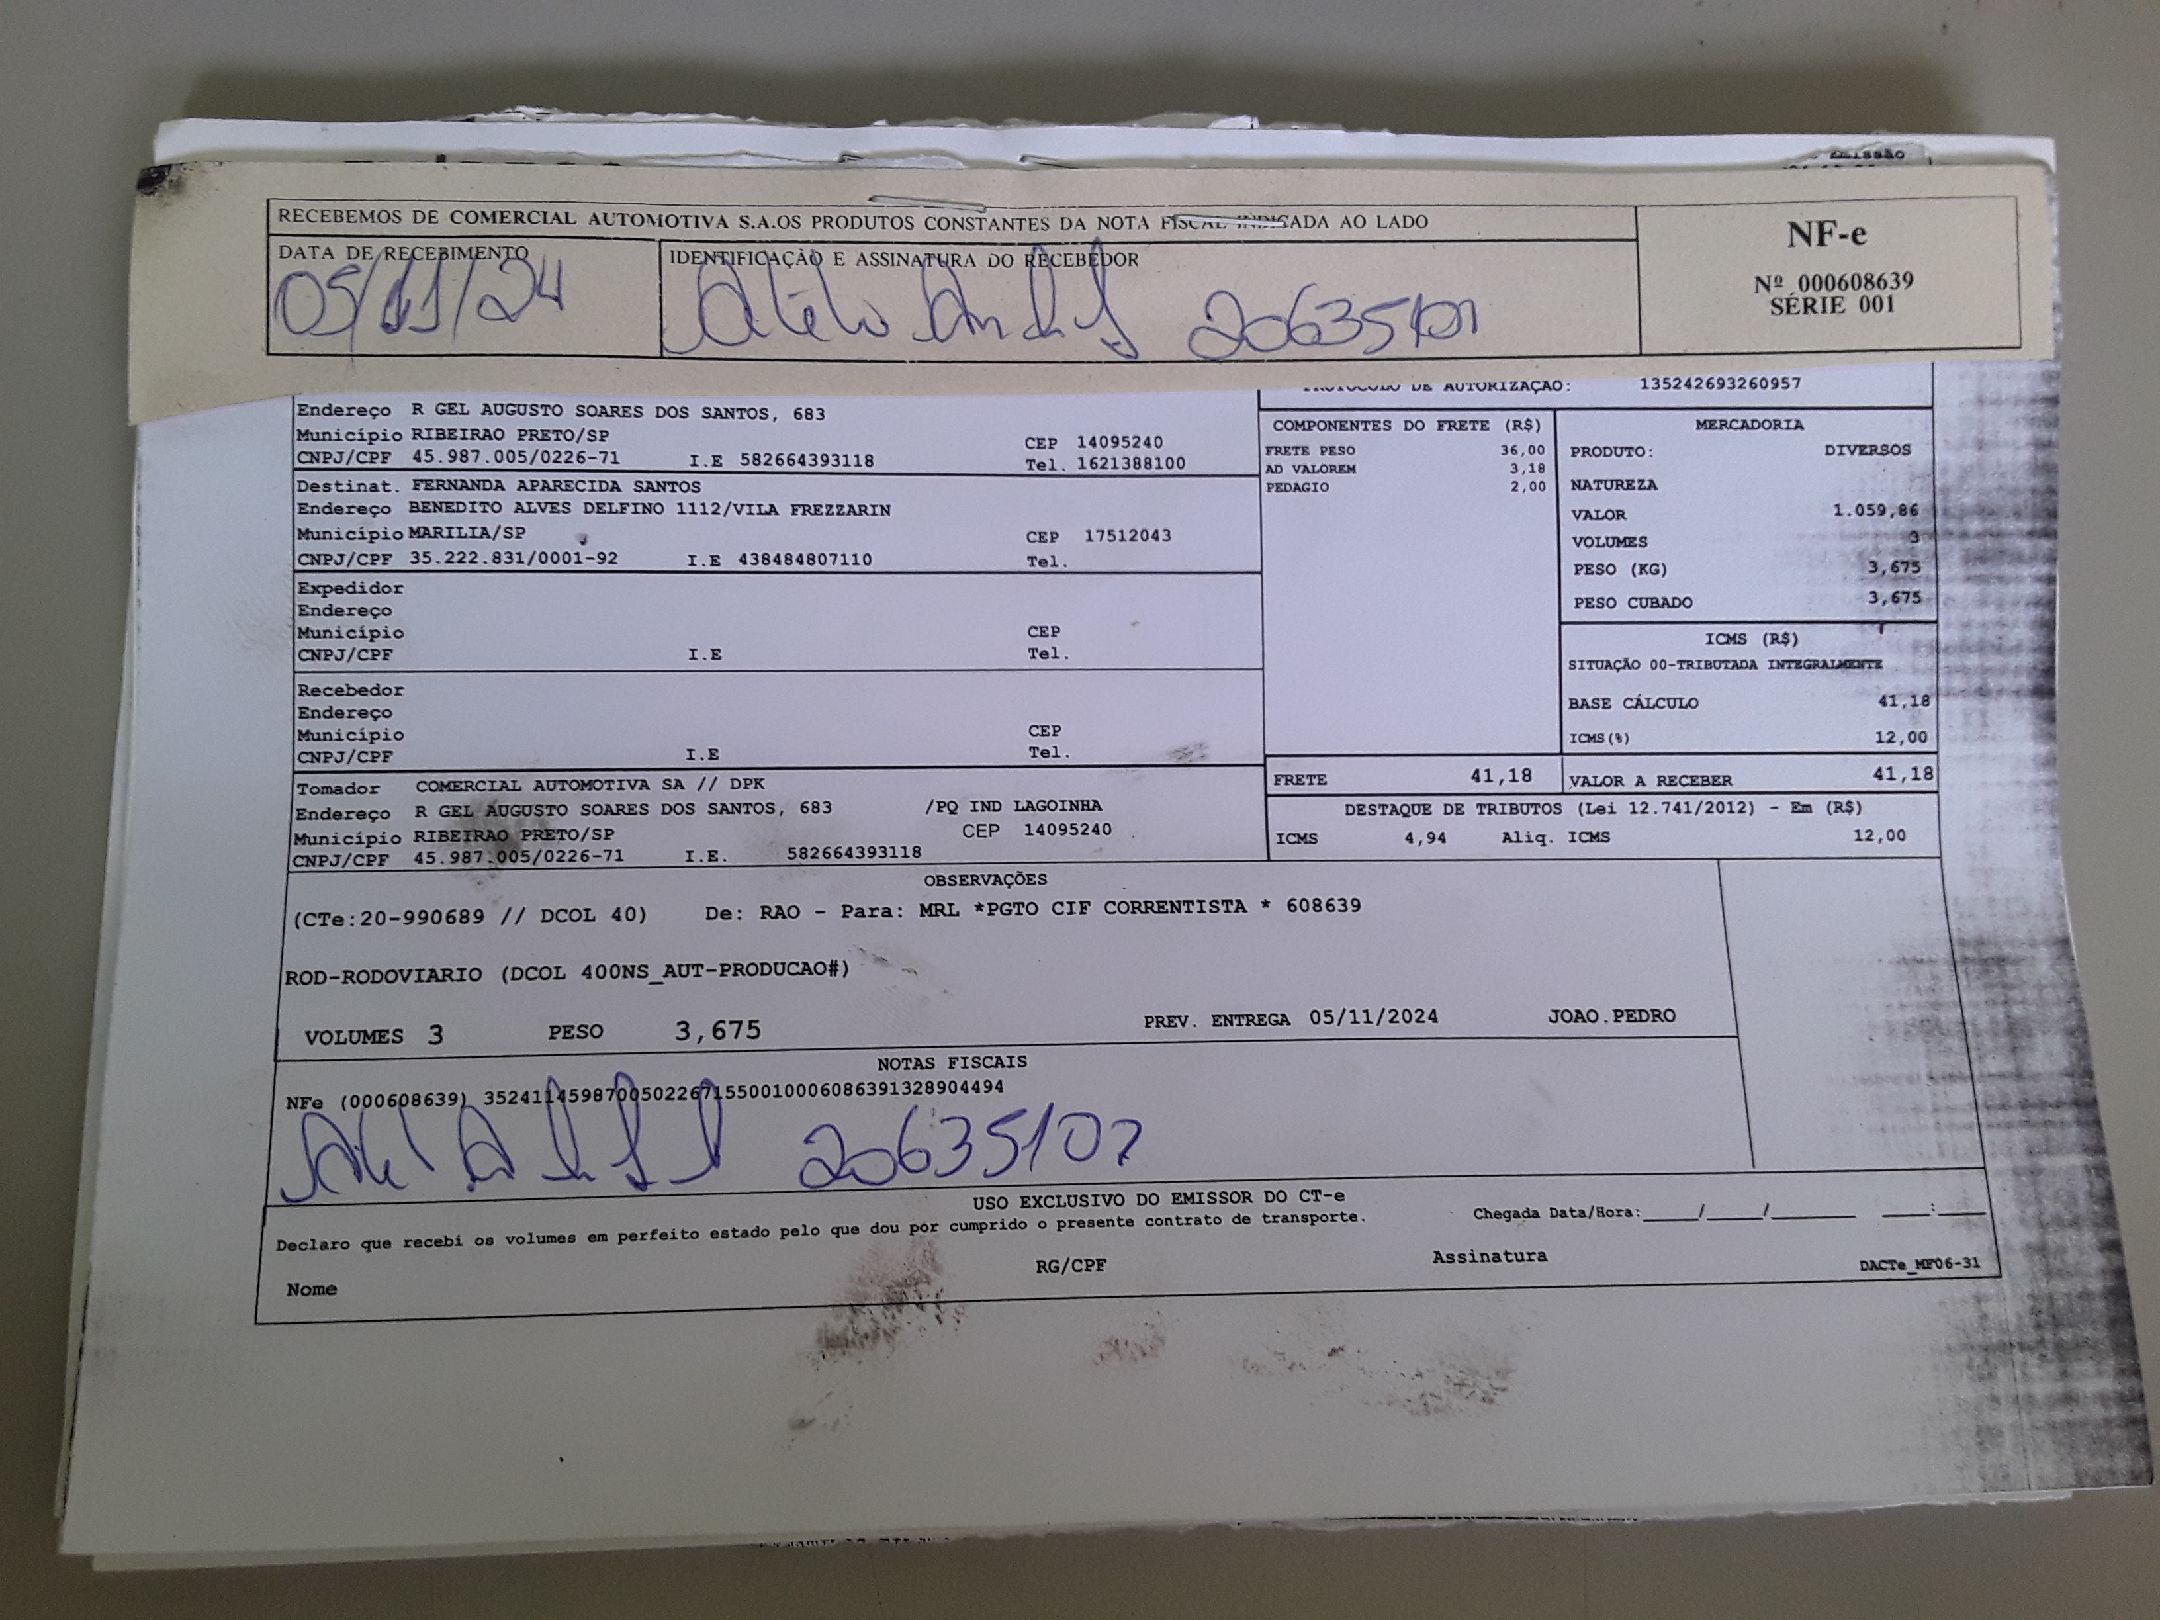 Emissão
RECEBEMOS DE COMERCIAL AUTOMOTIVA S.A.OS PRODUTOS CONSTANTES DA NOTA FISCAL INDICADA AO LADO
DATA DE RECEBIMENTO
05/11/24
IDENTIFICAÇÃO E ASSINATURA DO RECEBEDOR
NF-e
Nº 000608639
SÉRIE 001
PROTOCOLO DE AUTORIZAÇÃO: 135242693260957
Endereço R GEL AUGUSTO SOARES DOS SANTOS, 683
Município RIBEIRAO PRETO/SP CEP 14095240
CNPJ/CPF 45.987.005/0226-71 I.E 582664393118 Tel. 1621388100
Destinat. FERNANDA APARECIDA SANTOS
Endereço BENEDITO ALVES DELFINO 1112/VILA FREZZARIN
Município MARILIA/SP CEP 17512043
CNPJ/CPF 35.222.831/0001-92 I.E 438484807110 Tel.
Expedidor
Endereço
Município CEP
CNPJ/CPF I.E Tel.
Recebedor
Endereço
Município CEP
CNPJ/CPF I.E Tel.
Tomador COMERCIAL AUTOMOTIVA SA // DPK
Endereço R GEL AUGUSTO SOARES DOS SANTOS, 683 /PQ IND LAGOINHA
Município RIBEIRAO PRETO/SP CEP 14095240
CNPJ/CPF 45.987.005/0226-71 I.E. 582664393118
COMPONENTES DO FRETE (R$)
FRETE PESO 36,00
AD VALOREM 3,18
PEDAGIO 2,00
MERCADORIA
PRODUTO: DIVERSOS
NATUREZA
VALOR 1.059,86
VOLUMES 3
PESO (KG) 3,675
PESO CUBADO 3,675
ICMS (R$)
SITUAÇÃO 00-TRIBUTADA INTEGRALMENTE
BASE CÁLCULO 41,18
ICMS(%) 12,00
FRETE 41,18 VALOR A RECEBER 41,18
DESTAQUE DE TRIBUTOS (Lei 12.741/2012) - Em (R$)
ICMS 4,94 Aliq. ICMS 12,00
OBSERVAÇÕES
(CTe:20-990689 // DCOL 40) De: RAO - Para: MRL *PGTO CIF CORRENTISTA * 608639
ROD-RODOVIARIO (DCOL 400NS_AUT-PRODUCAO#)
VOLUMES 3 PESO 3,675 PREV. ENTREGA 05/11/2024 JOAO.PEDRO
NOTAS FISCAIS
NFe (000608639) 35241145987005022671550010006086391328904494
20635107
USO EXCLUSIVO DO EMISSOR DO CT-e
Declaro que recebi os volumes em perfeito estado pelo que dou por cumprido o presente contrato de transporte. Chegada Data/Hora:____/____/______ ____:____
Nome RG/CPF Assinatura DACTe_MF06-31